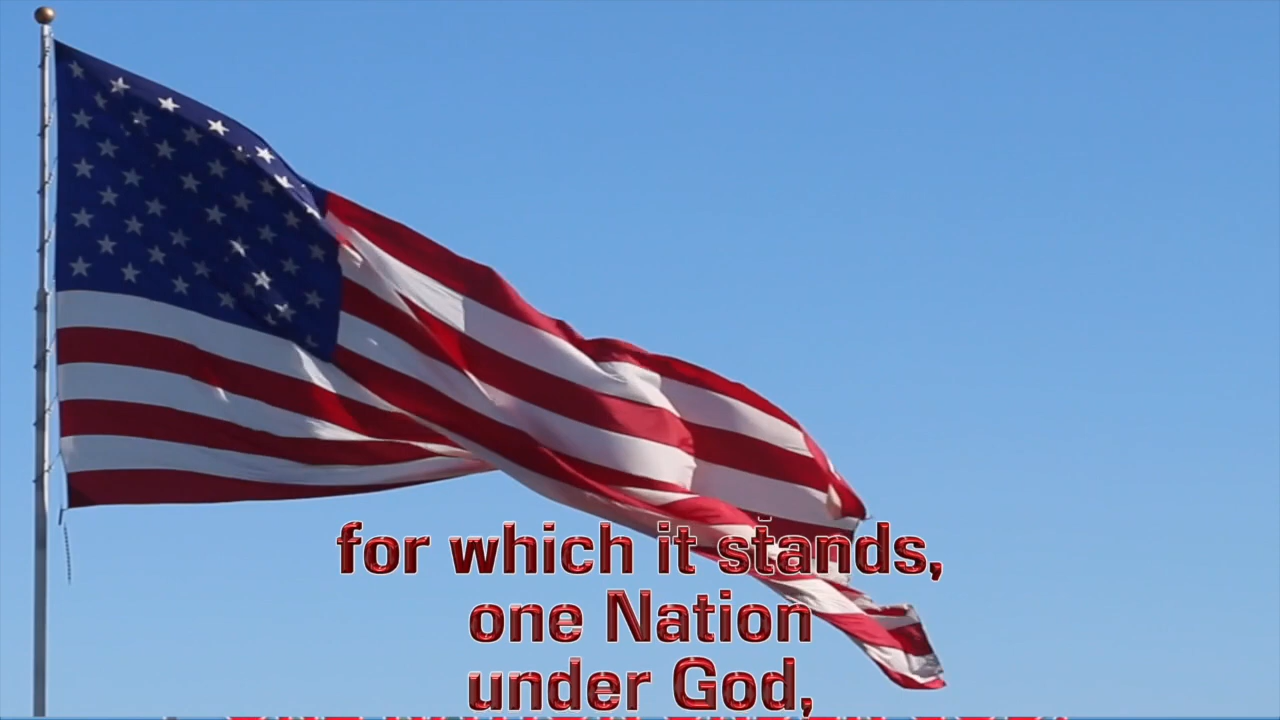 for which it stands,
one Nation
under God,